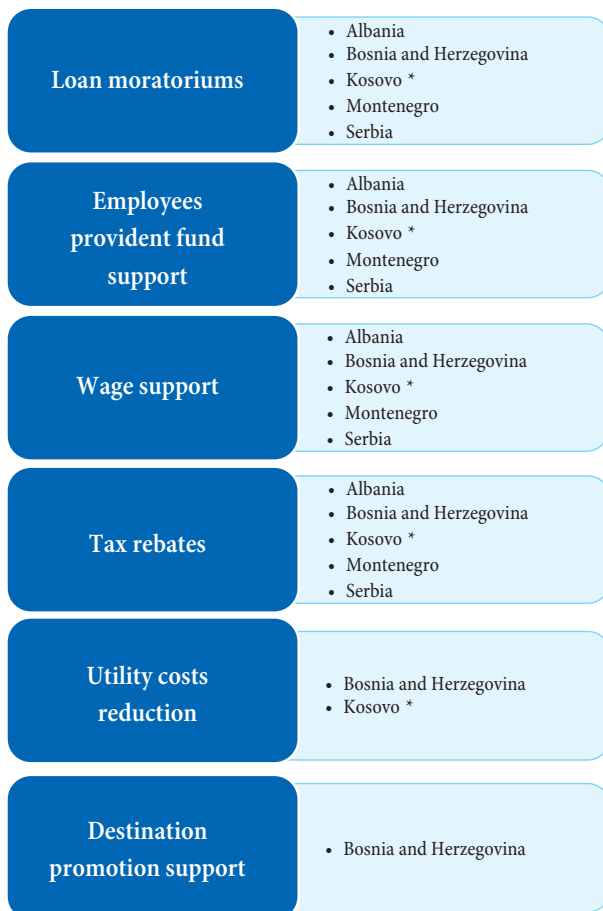 Loan moratoriums
• Albania
• Bosnia and Herzegovina
• Kosovo *
• Montenegro
• Serbia
Employees
provident fund
support
• Albania
• Bosnia and Herzegovina
• Kosovo *
• Montenegro
• Serbia
Wage support
• Albania
• Bosnia and Herzegovina
• Kosovo *
• Montenegro
• Serbia
Tax rebates
• Albania
• Bosnia and Herzegovina
• Kosovo *
• Montenegro
• Serbia
Utility costs
reduction
• Bosnia and Herzegovina
• Kosovo *
Destination
promotion support
• Bosnia and Herzegovina